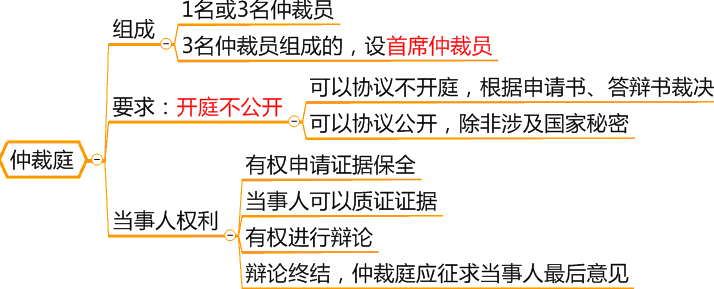 仲裁庭
组成
1名或3名仲裁员
3名仲裁员组成的，设首席仲裁员
要求：开庭不公开
可以协议不开庭，根据申请书、答辩书裁决
可以协议公开，除非涉及国家秘密
当事人权利
有权申请证据保全
当事人可以质证证据
有权进行辩论
辩论终结，仲裁庭应征求当事人最后意见